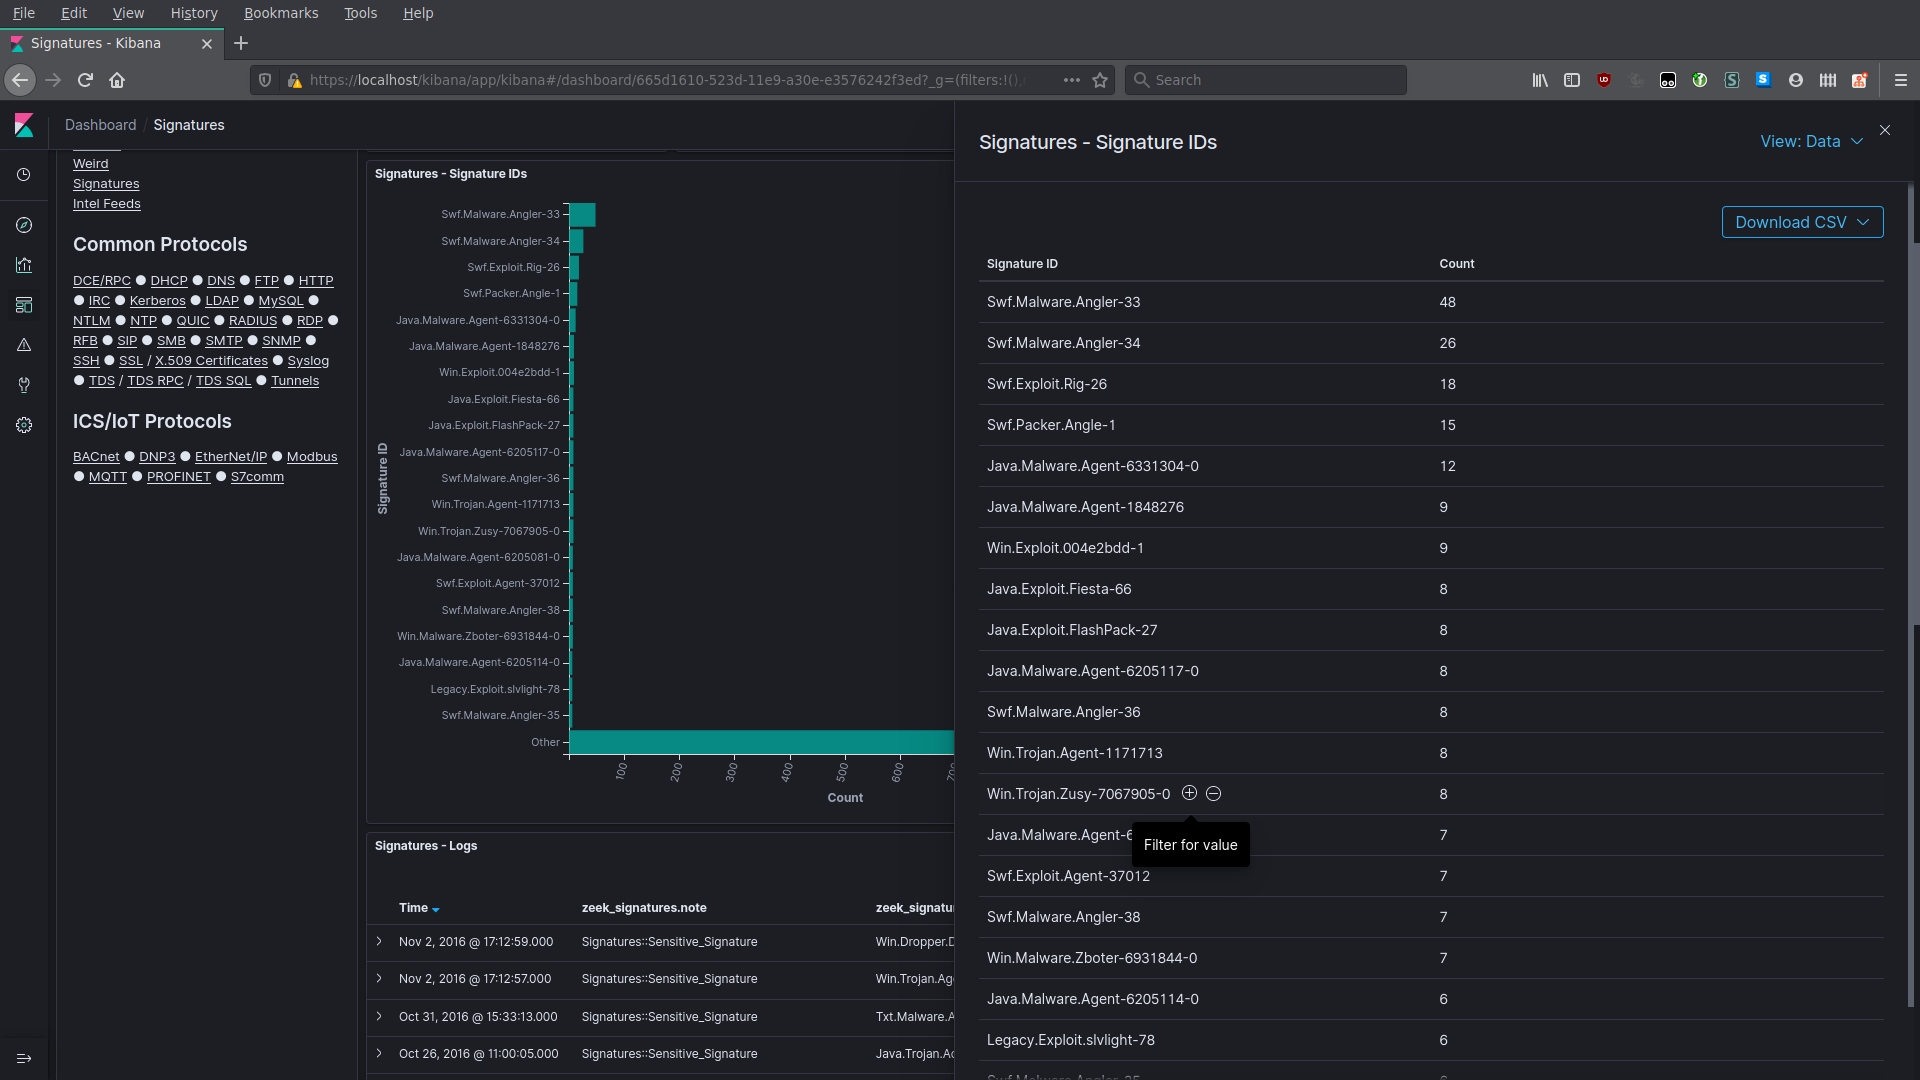 File Edit View History Bookmarks Tools Help
Signatures - Kibana
https://localhost/kibana/app/kibana#/dashboard/665d1610-523d-11e9-a30e-e3576242f3ed?_g=(filters:!(),
Search
Dashboard / Signatures
Weird
Signatures
Intel Feeds
Common Protocols
DCE/RPC ● DHCP ● DNS ● FTP ● HTTP
● IRC ● Kerberos ● LDAP ● MySQL ●
NTLM ● NTP ● QUIC ● RADIUS ● RDP ●
RFB ● SIP ● SMB ● SMTP ● SNMP ●
SSH ● SSL / X.509 Certificates ● Syslog
● TDS / TDS RPC / TDS SQL ● Tunnels
ICS/IoT Protocols
BACnet ● DNP3 ● EtherNet/IP ● Modbus
● MQTT ● PROFINET ● S7comm
Signatures - Signature IDs
Signature ID
Swf.Malware.Angler-33
Swf.Malware.Angler-34
Swf.Exploit.Rig-26
Swf.Packer.Angle-1
Java.Malware.Agent-6331304-0
Java.Malware.Agent-1848276
Win.Exploit.004e2bdd-1
Java.Exploit.Fiesta-66
Java.Exploit.FlashPack-27
Java.Malware.Agent-6205117-0
Swf.Malware.Angler-36
Win.Trojan.Agent-1171713
Win.Trojan.Zusy-7067905-0
Java.Malware.Agent-6205081-0
Swf.Exploit.Agent-37012
Swf.Malware.Angler-38
Win.Malware.Zboter-6931844-0
Java.Malware.Agent-6205114-0
Legacy.Exploit.slvlight-78
Swf.Malware.Angler-35
Other
100 200 300 400 500 600
Count
Signatures - Logs
Time zeek_signatures.note zeek_signatu
Nov 2, 2016 @ 17:12:59.000 Signatures::Sensitive_Signature Win.Dropper.D
Nov 2, 2016 @ 17:12:57.000 Signatures::Sensitive_Signature Win.Trojan.Ag
Oct 31, 2016 @ 15:33:13.000 Signatures::Sensitive_Signature Txt.Malware.A
Oct 26, 2016 @ 11:00:05.000 Signatures::Sensitive_Signature Java.Trojan.Ac
Signatures - Signature IDs
View: Data
Download CSV
Signature ID Count
Swf.Malware.Angler-33 48
Swf.Malware.Angler-34 26
Swf.Exploit.Rig-26 18
Swf.Packer.Angle-1 15
Java.Malware.Agent-6331304-0 12
Java.Malware.Agent-1848276 9
Win.Exploit.004e2bdd-1 9
Java.Exploit.Fiesta-66 8
Java.Exploit.FlashPack-27 8
Java.Malware.Agent-6205117-0 8
Swf.Malware.Angler-36 8
Win.Trojan.Agent-1171713 8
Win.Trojan.Zusy-7067905-0 8
Java.Malware.Agent-6 7
Filter for value
Swf.Exploit.Agent-37012 7
Swf.Malware.Angler-38 7
Win.Malware.Zboter-6931844-0 7
Java.Malware.Agent-6205114-0 6
Legacy.Exploit.slvlight-78 6